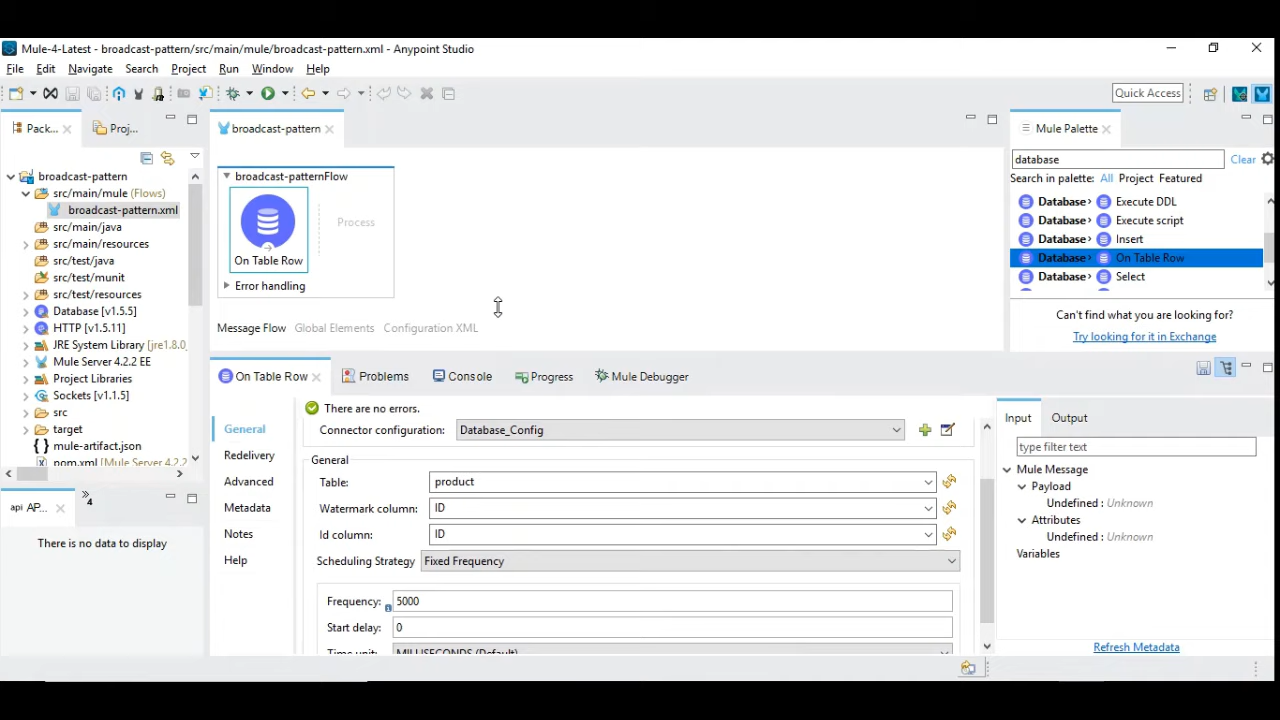 Mule-4-Latest - broadcast-pattern/src/main/mule/broadcast-pattern.xml - Anypoint Studio
File Edit Navigate Search Project Run Window Help
Quick Access
Pack...
Proj...
broadcast-pattern
src/main/mule (Flows)
broadcast-pattern.xml
src/main/java
src/main/resources
src/test/java
src/test/munit
src/test/resources
Database [v1.5.5]
HTTP [v1.5.11]
JRE System Library [jre1.8.0_
Mule Server 4.2.2 EE
Project Libraries
Sockets [v1.1.5]
src
target
mule-artifact.json
pom.xml [Mule Server 4.2.2
api AP...
4
There is no data to display
broadcast-pattern
broadcast-patternFlow
On Table Row
Process
Error handling
Message Flow Global Elements Configuration XML
Mule Palette
database
Clear
Search in palette: All Project Featured
Database› Execute DDL
Database› Execute script
Database› Insert
Database› On Table Row
Database› Select
Can't find what you are looking for?
Try looking for it in Exchange
On Table Row
Problems
Console
Progress
Mule Debugger
General
Redelivery
Advanced
Metadata
Notes
Help
There are no errors.
Connector configuration: Database_Config
General
Table: product
Watermark column: ID
Id column: ID
Scheduling Strategy Fixed Frequency
Frequency: 5000
Start delay: 0
Time unit: MILLISECONDS (Default)
Input Output
type filter text
Mule Message
Payload
Undefined : Unknown
Attributes
Undefined : Unknown
Variables
Refresh Metadata